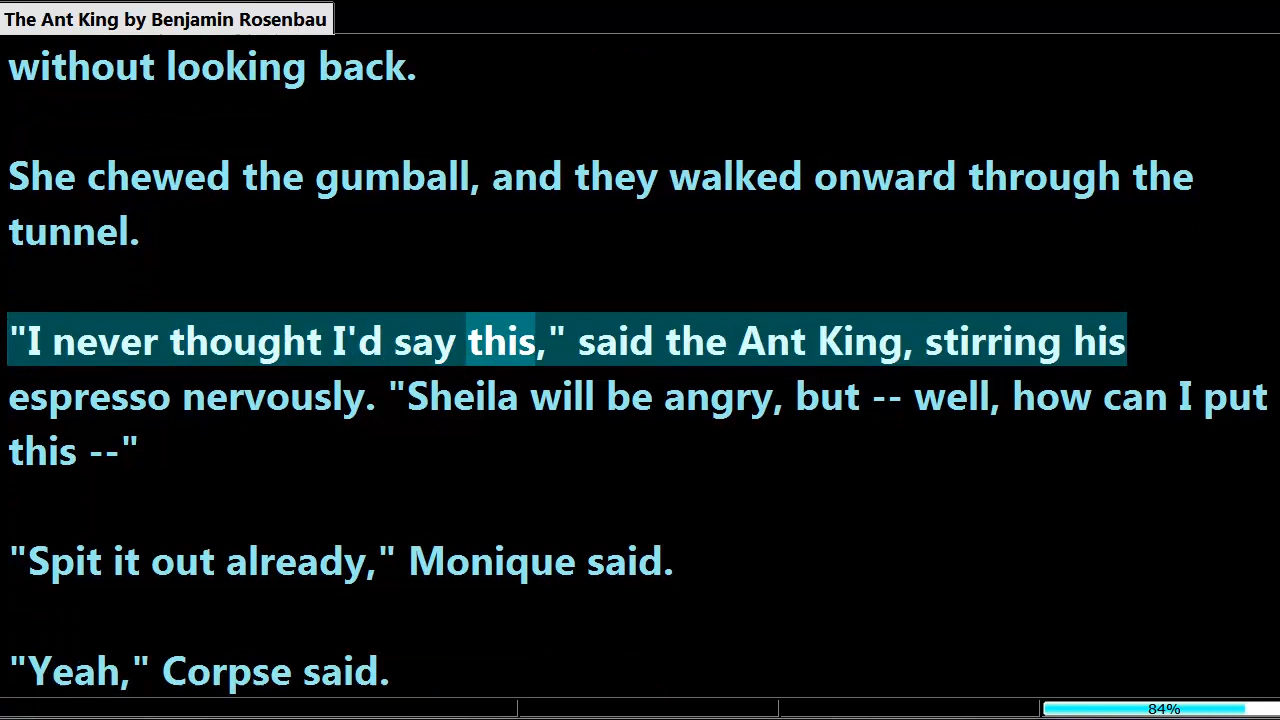 The Ant King by Benjamin Rosenbau
without looking back.
She chewed the gumball, and they walked onward through the
tunnel.
"I never thought I'd say this," said the Ant King, stirring his
espresso nervously. "Sheila will be angry, but -- well, how can I put
this --"
"Spit it out already," Monique said.
"Yeah," Corpse said.
84%